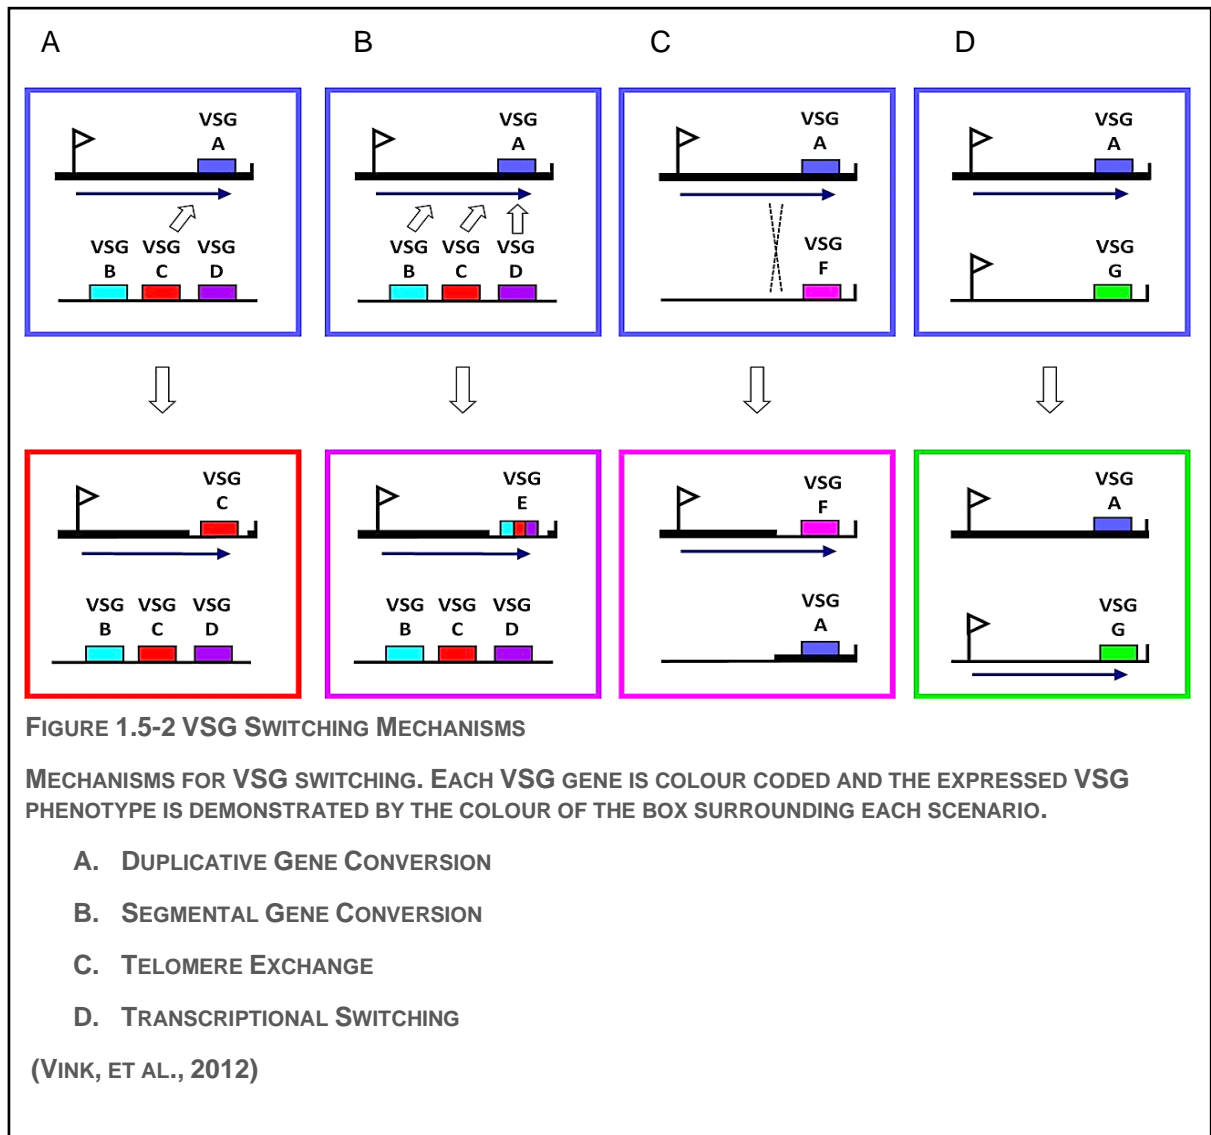 A B C D
VSG VSG VSG VSG
A A A A
VSG VSG VSG VSG VSG VSG VSG VSG
B C D B C D F G
VSG VSG VSG VSG
C E F A
VSG VSG VSG VSG VSG VSG VSG VSG
B C D B C D A G
FIGURE 1.5-2 VSG SWITCHING MECHANISMS
MECHANISMS FOR VSG SWITCHING. EACH VSG GENE IS COLOUR CODED AND THE EXPRESSED VSG
PHENOTYPE IS DEMONSTRATED BY THE COLOUR OF THE BOX SURROUNDING EACH SCENARIO.
A. DUPLICATIVE GENE CONVERSION
B. SEGMENTAL GENE CONVERSION
C. TELOMERE EXCHANGE
D. TRANSCRIPTIONAL SWITCHING
(VINK, ET AL., 2012)